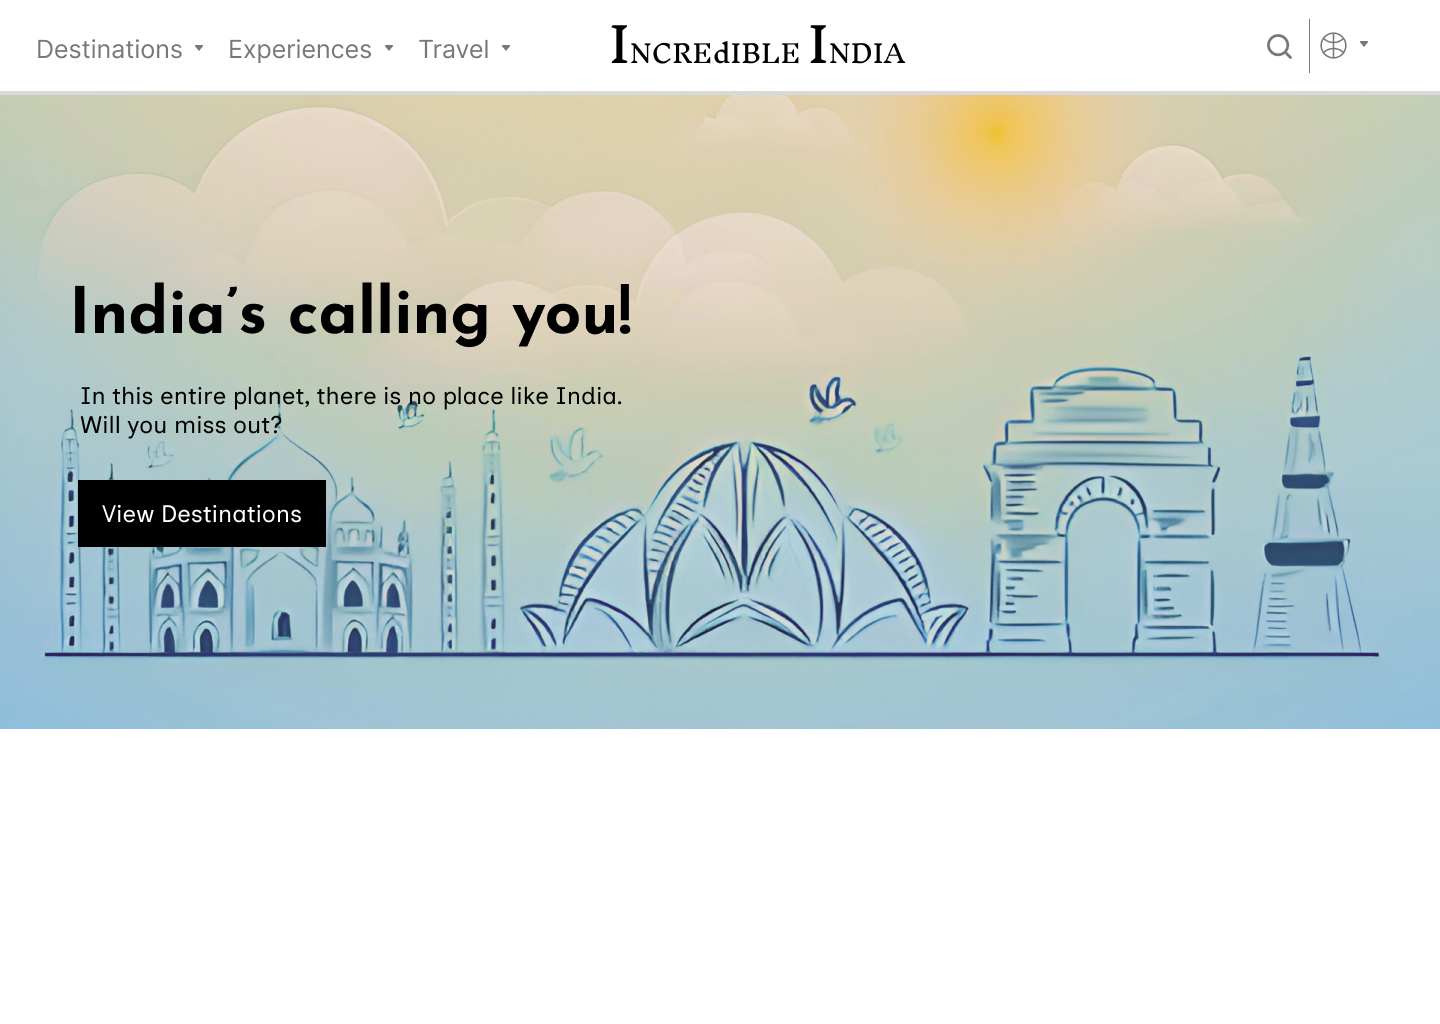 Destinations
Experiences
Travel
INCREdIBLE INDIA
India's calling you!
In this entire planet, there is no place like India.
Will you miss out?
View Destinations